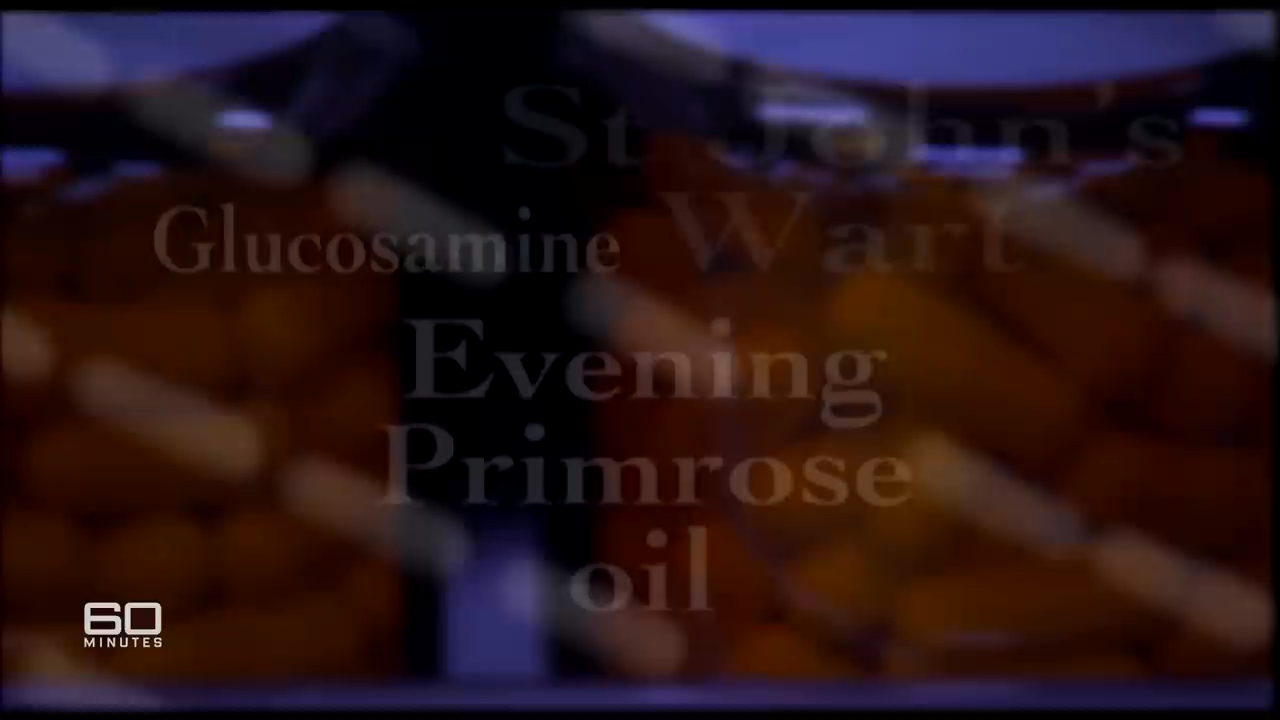 St John's
Wart
Glucosamine
Evening
Primrose
oil
60
MINUTES